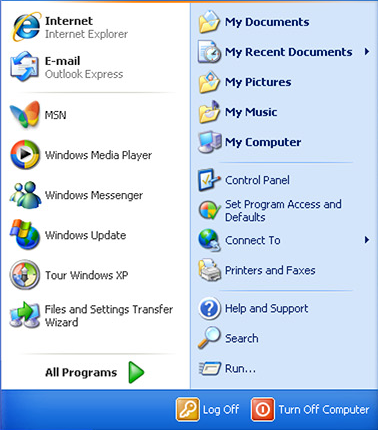 Internet
Internet Explorer
E-mail
Outlook Express
MSN
Windows Media Player
Windows Messenger
Windows Update
Tour Windows XP
Files and Settings Transfer
Wizard
All Programs
My Documents
My Recent Documents
My Pictures
My Music
My Computer
Control Panel
Set Program Access and
Defaults
Connect To
Printers and Faxes
Help and Support
Search
Run...
Log Off
Turn Off Computer